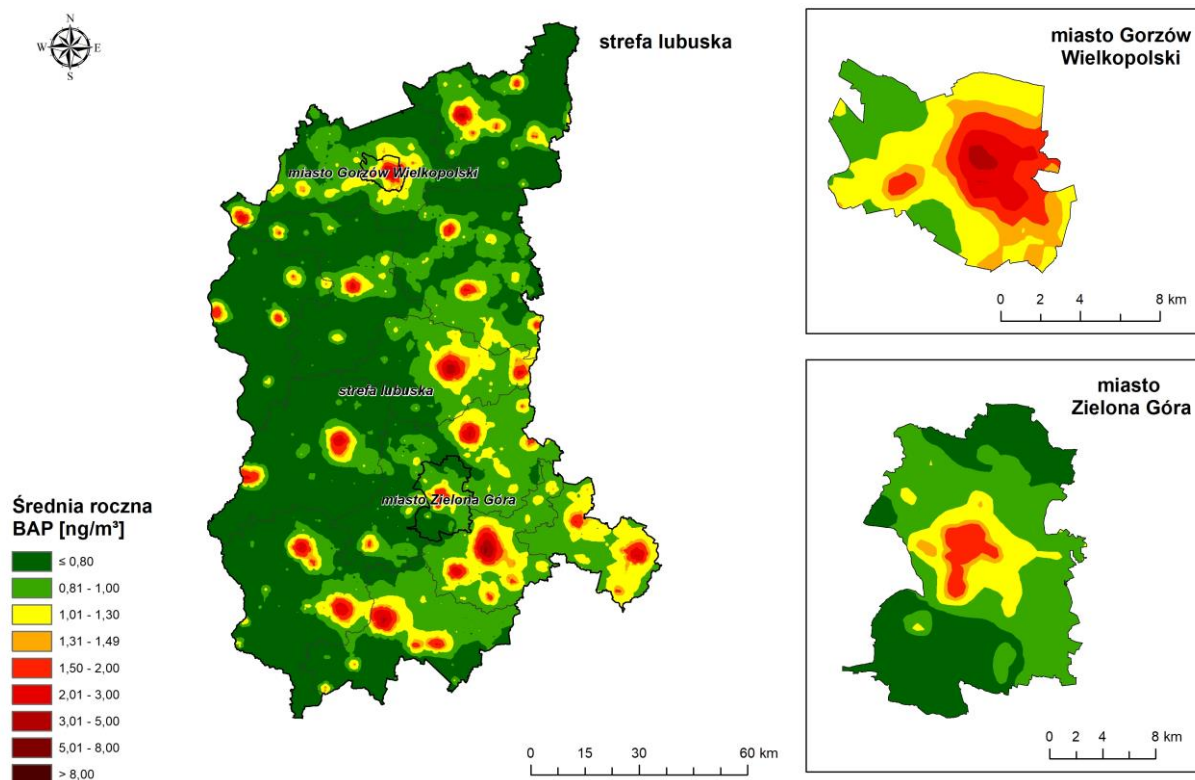 N
W E
S
strefa lubuska
miasto Gorzów Wielkopolski
strefa lubuska
miasto Zielona Góra
Średnia roczna
BAP [ng/m³]
≤ 0,80
0,81 - 1,00
1,01 - 1,30
1,31 - 1,49
1,50 - 2,00
2,01 - 3,00
3,01 - 5,00
5,01 - 8,00
> 8,00
0 15 30 60 km
miasto Gorzów
Wielkopolski
0 2 4 8 km
miasto
Zielona Góra
0 2 4 8 km